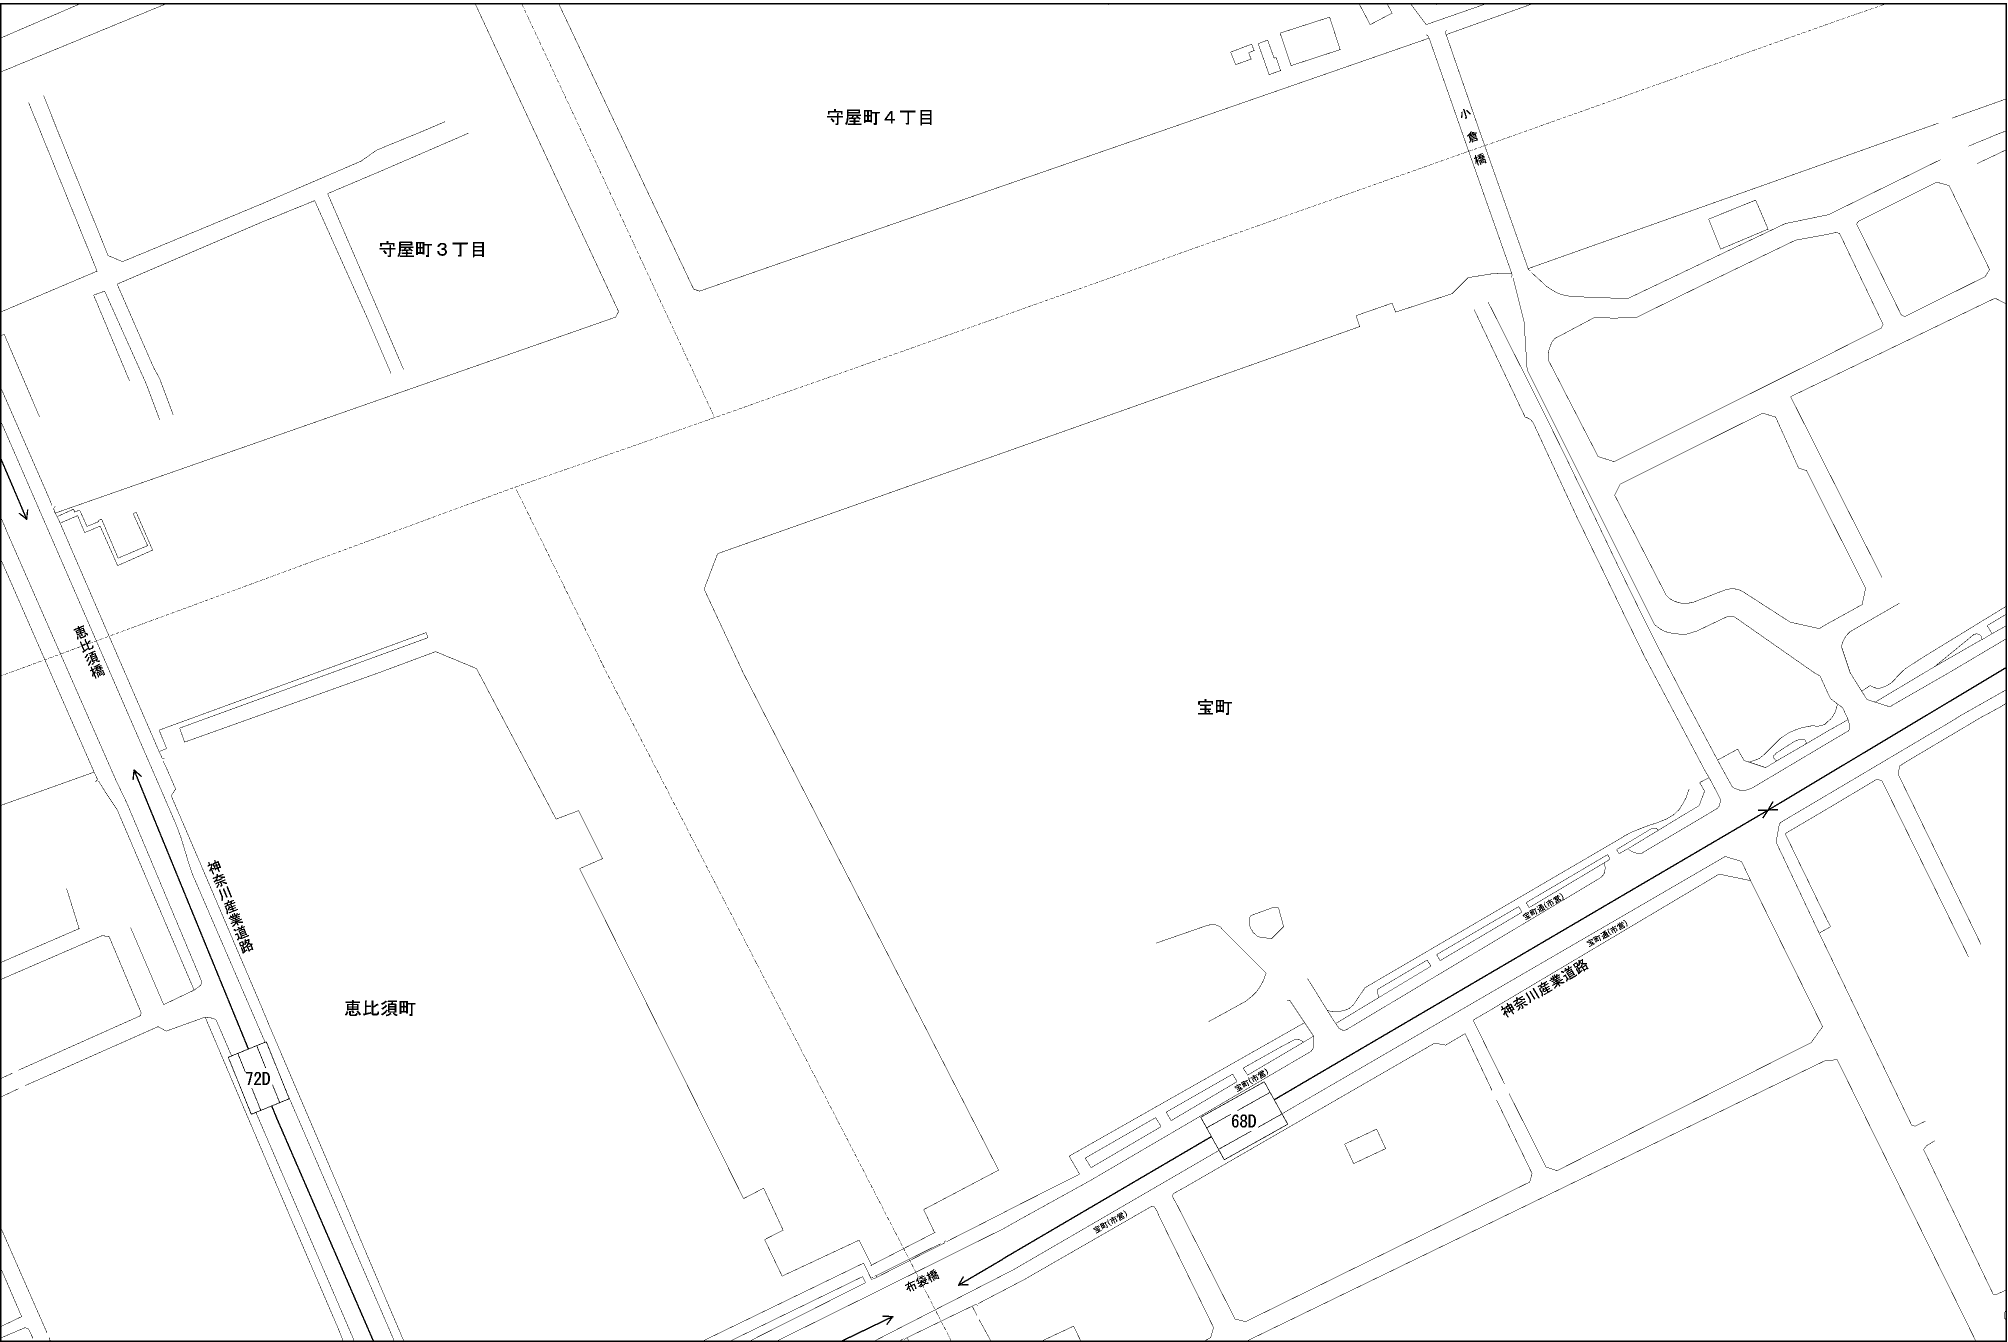 守屋町４丁目
小倉橋
守屋町３丁目
恵比須橋
宝町
神奈川産業道路
宝町通(市営)
宝町通(市営)
神奈川産業道路
恵比須町
72D
宝町(市営)
68D
宝町(市営)
布袋橋